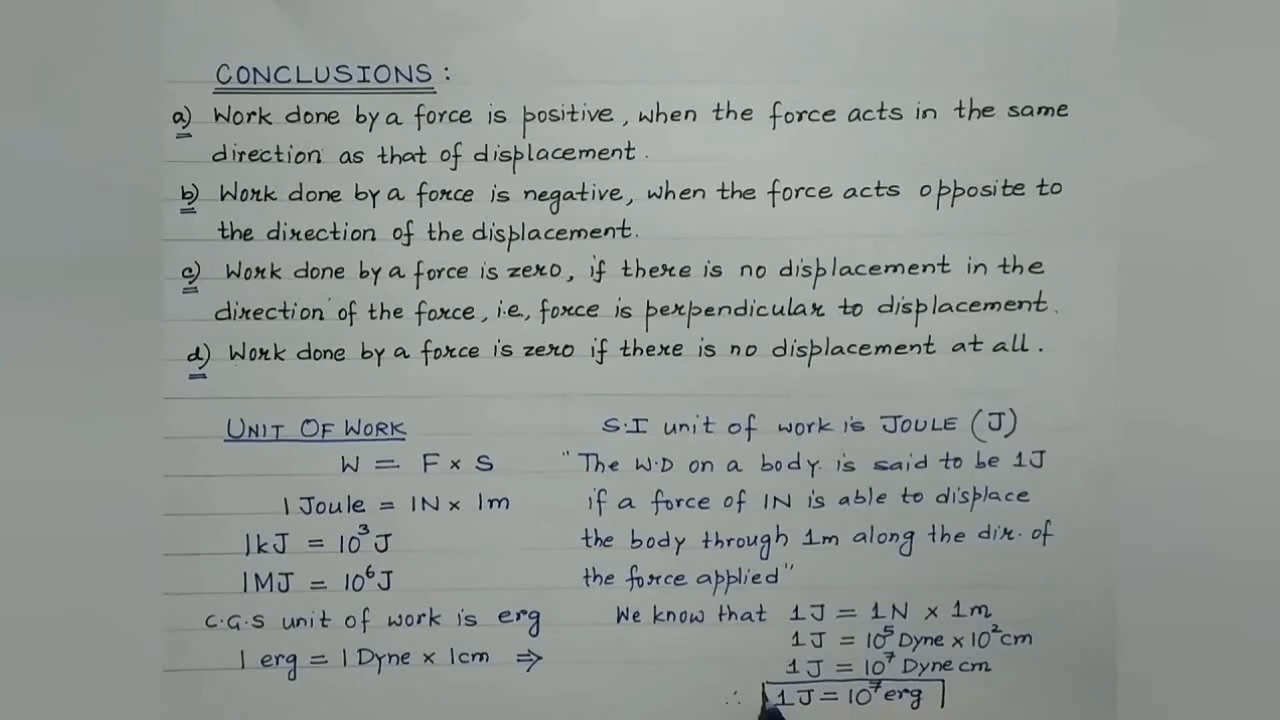 CONCLUSIONS :
a) Work done by a force is positive, when the force acts in the same
direction as that of displacement.
b) Work done by a force is negative, when the force acts opposite to
the direction of the displacement.
c) Work done by a force is zero, if there is no displacement in the
direction of the force, i.e., force is perpendicular to displacement.
d) Work done by a force is zero if there is no displacement at all.
UNIT OF WORK
W = F × S
1 Joule = 1N × 1m
1kJ = 10³ J
1MJ = 10⁶ J
C.G.S unit of work is erg
1 erg = 1 Dyne × 1cm ⇒
S.I unit of work is JOULE (J)
"The W.D on a body is said to be 1J
if a force of 1N is able to displace
the body through 1m along the dir. of
the force applied"
We know that 1J = 1N × 1m
1J = 10⁵ Dyne × 10² cm
1J = 10⁷ Dyne cm
∴ 1J = 10⁷ erg